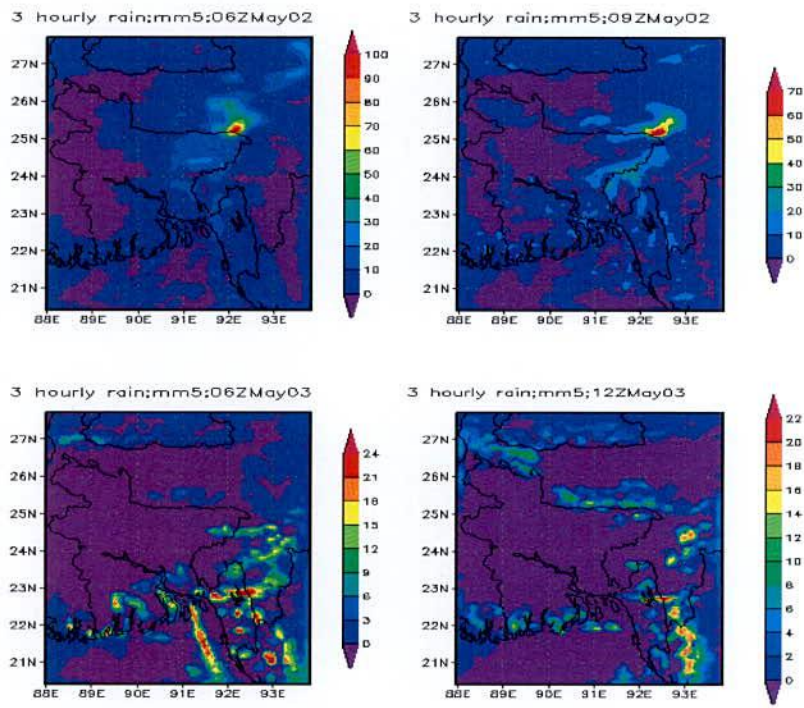 3 hourly rain;mm5;06ZMay02
27N
26N
25N
24N
23N
22N
21N
88E 89E 90E 91E 92E 93E
100
90
80
70
60
50
40
30
20
10
0
3 hourly rain;mm5;09ZMay02
27N
26N
25N
24N
23N
22N
21N
88E 89E 90E 91E 92E 93E
70
60
50
40
30
20
10
0
3 hourly rain;mm5;06ZMay03
27N
26N
25N
24N
23N
22N
21N
88E 89E 90E 91E 92E 93E
24
21
18
15
12
9
6
3
0
3 hourly rain;mm5;12ZMay03
27N
26N
25N
24N
23N
22N
21N
88E 89E 90E 91E 92E 93E
22
20
18
16
14
12
10
8
6
4
2
0